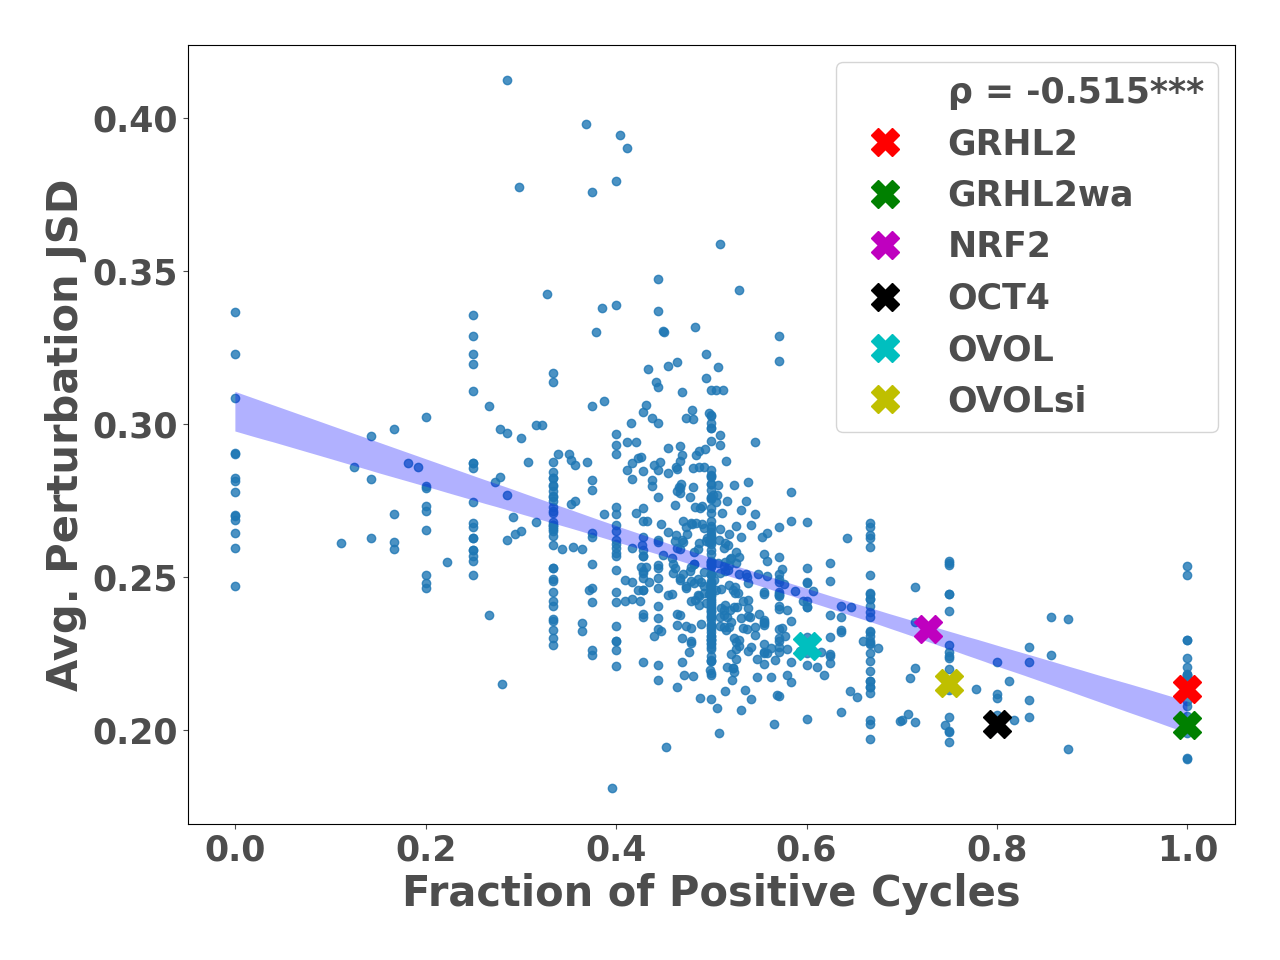 ρ = -0.515***
GRHL2
GRHL2wa
NRF2
OCT4
OVOL
OVOLsi
Avg. Perturbation JSD
0.40
0.35
0.30
0.25
0.20
0.0 0.2 0.4 0.6 0.8 1.0
Fraction of Positive Cycles